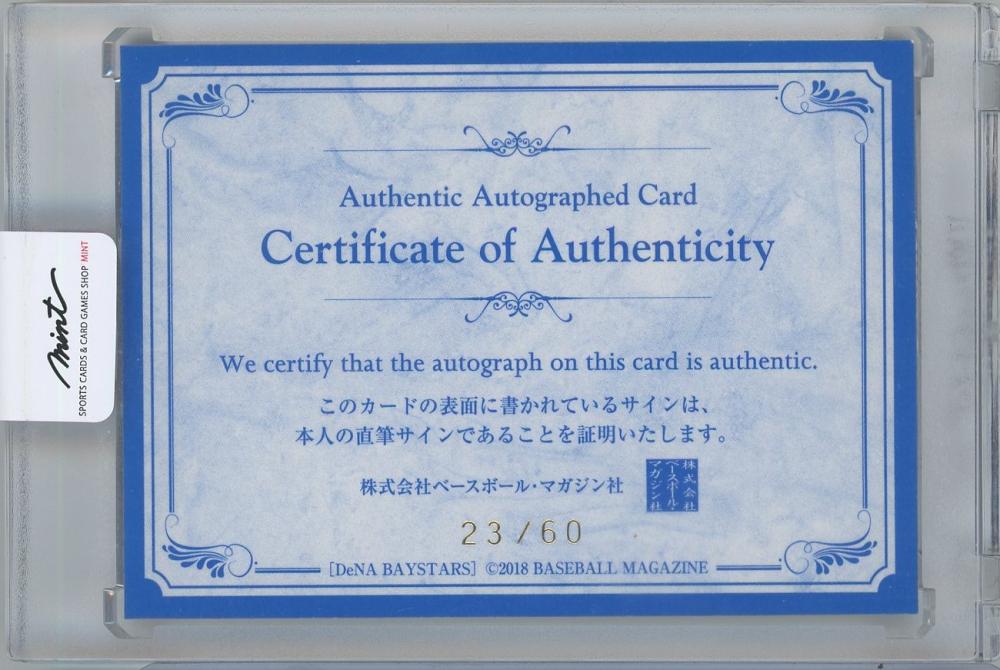 Authentic Autographed Card
Certificate of Authenticity
We certify that the autograph on this card is authentic.
このカードの表面に書かれているサインは、
本人の直筆サインであることを証明いたします。
株式会社ベースボール・マガジン社
株式会社
ベースボール・
マガジン社
23/60
[DeNA BAYSTARS] ©2018 BASEBALL MAGAZINE
mint
SPORTS CARDS & CARD GAMES SHOP MINT